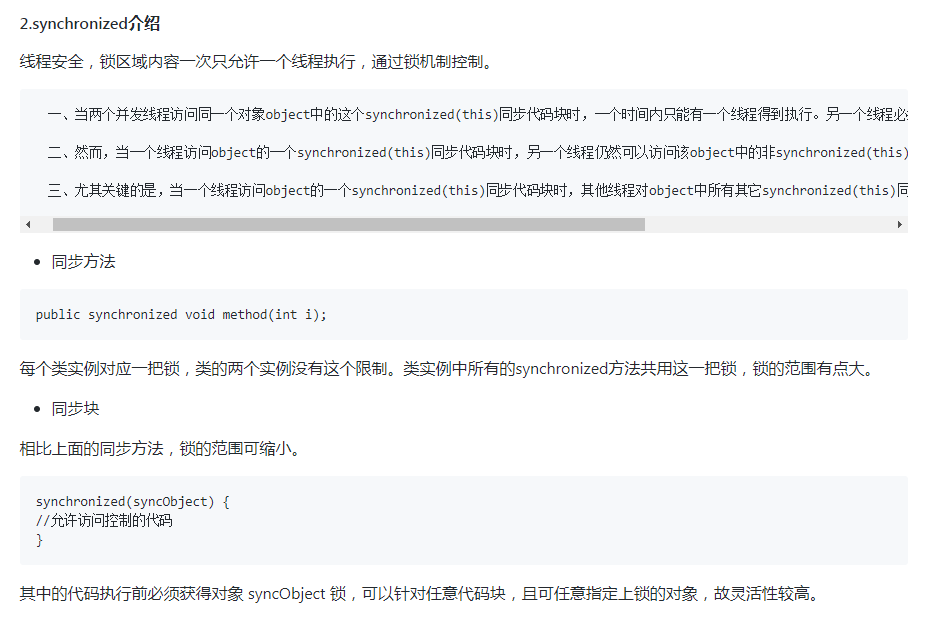 2.synchronized介绍
线程安全，锁区域内容一次只允许一个线程执行，通过锁机制控制。
一、当两个并发线程访问同一个对象object中的这个synchronized(this)同步代码块时，一个时间内只能有一个线程得到执行。另一个线程必
二、然而，当一个线程访问object的一个synchronized(this)同步代码块时，另一个线程仍然可以访问该object中的非synchronized(this)
三、尤其关键的是，当一个线程访问object的一个synchronized(this)同步代码块时，其他线程对object中所有其它synchronized(this)同
• 同步方法
public synchronized void method(int i);
每个类实例对应一把锁，类的两个实例没有这个限制。类实例中所有的synchronized方法共用这一把锁，锁的范围有点大。
• 同步块
相比上面的同步方法，锁的范围可缩小。
synchronized(syncObject) {
//允许访问控制的代码
}
其中的代码执行前必须获得对象 syncObject 锁，可以针对任意代码块，且可任意指定上锁的对象，故灵活性较高。